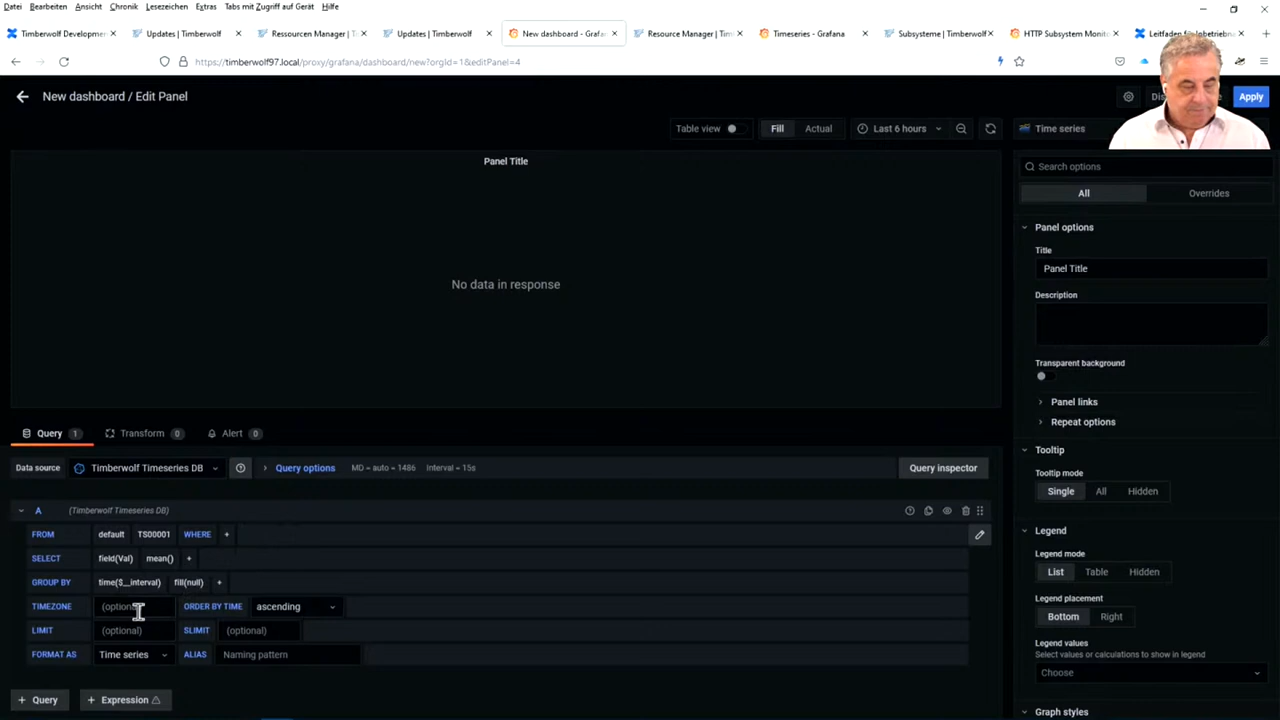 Datei Bearbeiten Ansicht Chronik Lesezeichen Extras Tabs mit Zugriff auf Gerät Hilfe
Timberwolf Developmen Updates | Timberwolf Ressourcen Manager | T Updates | Timberwolf New dashboard - Grafan Resource Manager | Tim Timeseries - Grafana Subsysteme | Timberwolf HTTP Subsystem Monito Leitfaden für Inbetriebna
https://timberwolf97.local/proxy/grafana/dashboard/new?orgId=1&editPanel=4
New dashboard / Edit Panel
Apply
Table view Fill Actual Last 6 hours Time series
Panel Title
Search options
All Overrides
Panel options
Title
Panel Title
No data in response
Description
Transparent background
Panel links
Repeat options
Query 1 Transform 0 Alert 0
Tooltip
Data source Timberwolf Timeseries DB Query options MD = auto = 1486 Interval = 15s Query inspector
Tooltip mode
Single All Hidden
A (Timberwolf Timeseries DB)
FROM default TS00001 WHERE +
Legend
SELECT field(Val) mean() +
Legend mode
List Table Hidden
GROUP BY time($__interval) fill(null) +
Legend placement
TIMEZONE (optional) ORDER BY TIME ascending
Bottom Right
LIMIT (optional) SLIMIT (optional)
Legend values
Select values or calculations to show in legend
FORMAT AS Time series ALIAS Naming pattern
Choose
+ Query + Expression
Graph styles